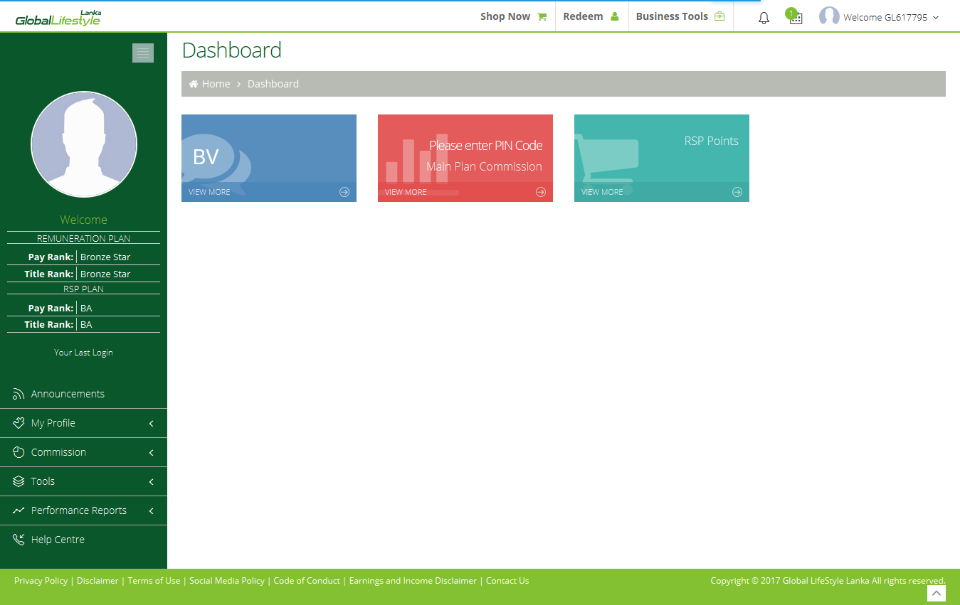 Lanka
GlobalLifestyle
Shop Now
Redeem
Business Tools
1
Welcome GL617795
Dashboard
Home > Dashboard
BV
VIEW MORE
Please enter PIN Code
Main Plan Commission
VIEW MORE
RSP Points
VIEW MORE
Welcome
REMUNERATION PLAN
Pay Rank: Bronze Star
Title Rank: Bronze Star
RSP PLAN
Pay Rank: BA
Title Rank: BA
Your Last Login
Announcements
My Profile
Commission
Tools
Performance Reports
Help Centre
Privacy Policy | Disclaimer | Terms of Use | Social Media Policy | Code of Conduct | Earnings and Income Disclaimer | Contact Us
Copyright © 2017 Global LifeStyle Lanka All rights reserved.